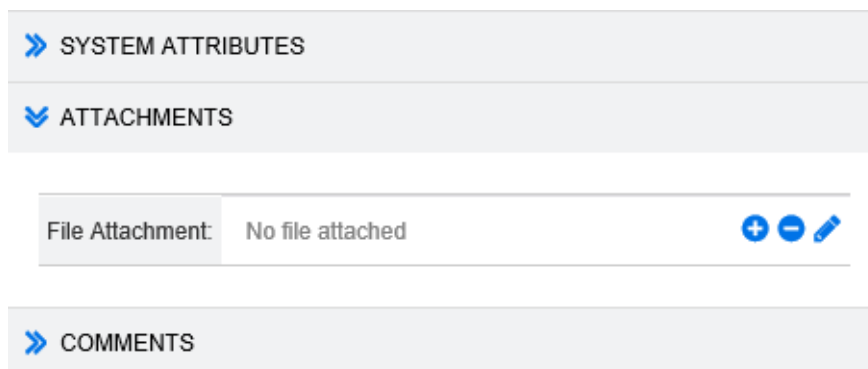 SYSTEM ATTRIBUTES
ATTACHMENTS
File Attachment: No file attached
COMMENTS